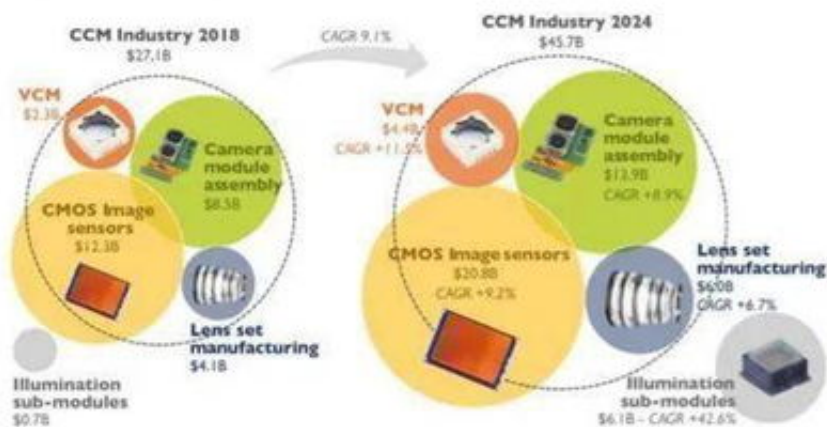 CCM Industry 2018
$27.1B
CAGR 9.1%
CCM Industry 2024
$45.7B
VCM
$2.3B
Camera
module
assembly
$8.5B
CMOS Image
sensors
$12.3B
Lens set
manufacturing
$4.1B
Illumination
sub-modules
$0.7B
VCM
$4.4B
CAGR +11.5%
Camera
module
assembly
$13.9B
CAGR +8.9%
CMOS Image sensors
$20.8B
CAGR +9.2%
Lens set
manufacturing
$6.0B
CAGR +6.7%
Illumination
sub-modules
$6.1B - CAGR +42.6%